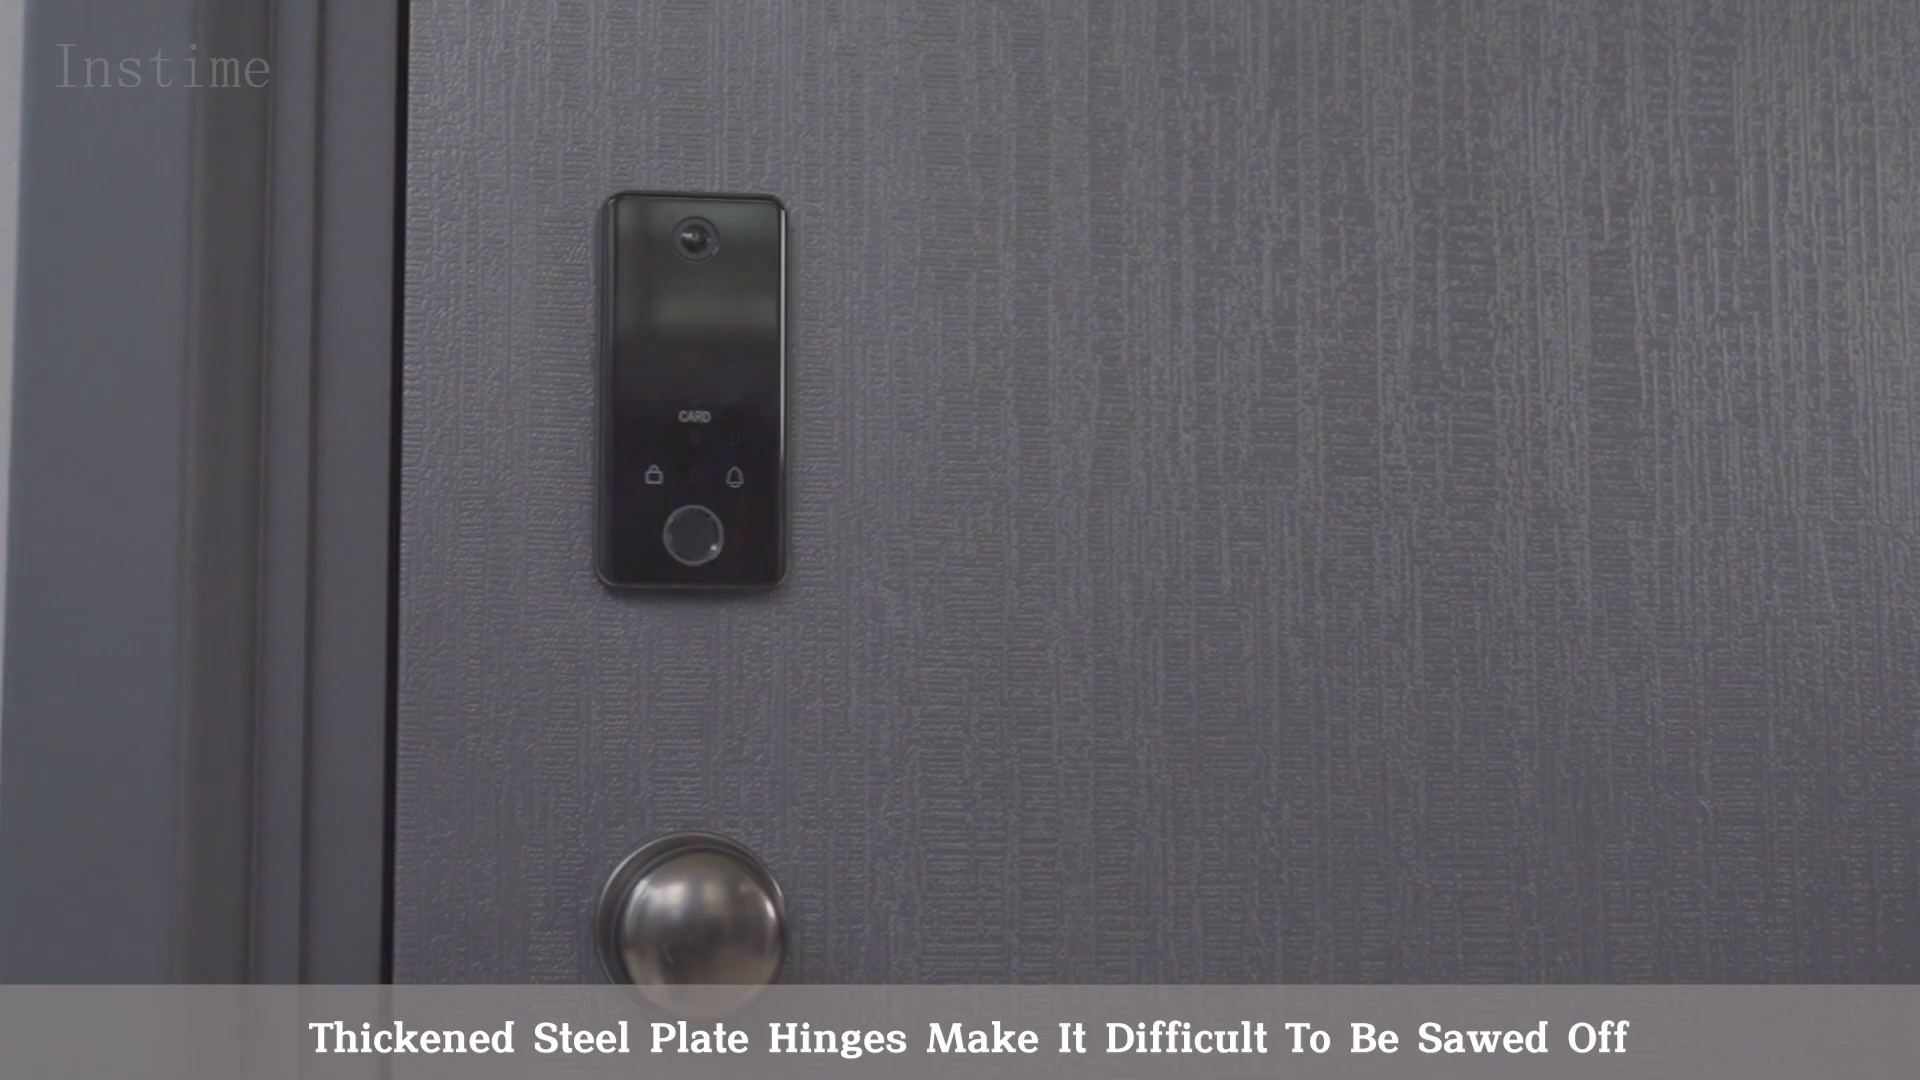 Instime
CARD
Thickened Steel Plate Hinges Make It Difficult To Be Sawed Off